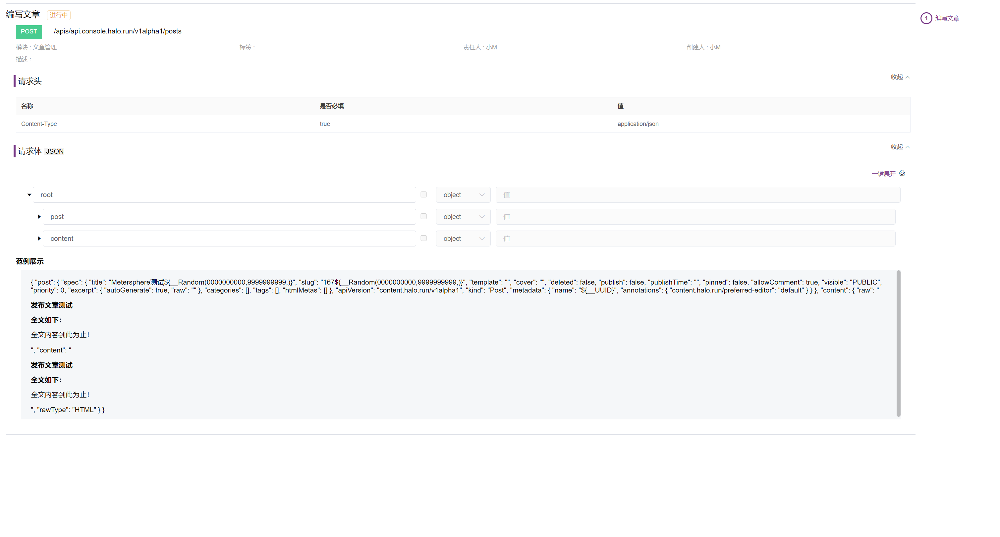 编写文章 进行中
1 编写文章
POST /apis/api.console.halo.run/v1alpha1/posts
模块 : 文章管理 标签 : 责任人 : 小M 创建人 : 小M
描述 :
请求头 收起
名称 是否必填 值
Content-Type true application/json
请求体 JSON 收起
一键展开
root object 值
post object 值
content object 值
范例展示
{ "post": { "spec": { "title": "Metersphere测试${__Random(0000000000,9999999999,)}", "slug": "167${__Random(0000000000,9999999999,)}", "template": "", "cover": "", "deleted": false, "publish": false, "publishTime": "", "pinned": false, "allowComment": true, "visible": "PUBLIC",
"priority": 0, "excerpt": { "autoGenerate": true, "raw": "" }, "categories": [], "tags": [], "htmlMetas": [] }, "apiVersion": "content.halo.run/v1alpha1", "kind": "Post", "metadata": { "name": "${__UUID}", "annotations": { "content.halo.run/preferred-editor": "default" } } }, "content": { "raw": "
发布文章测试
全文如下：
全文内容到此为止！
", "content": "
发布文章测试
全文如下：
全文内容到此为止！
", "rawType": "HTML" } }